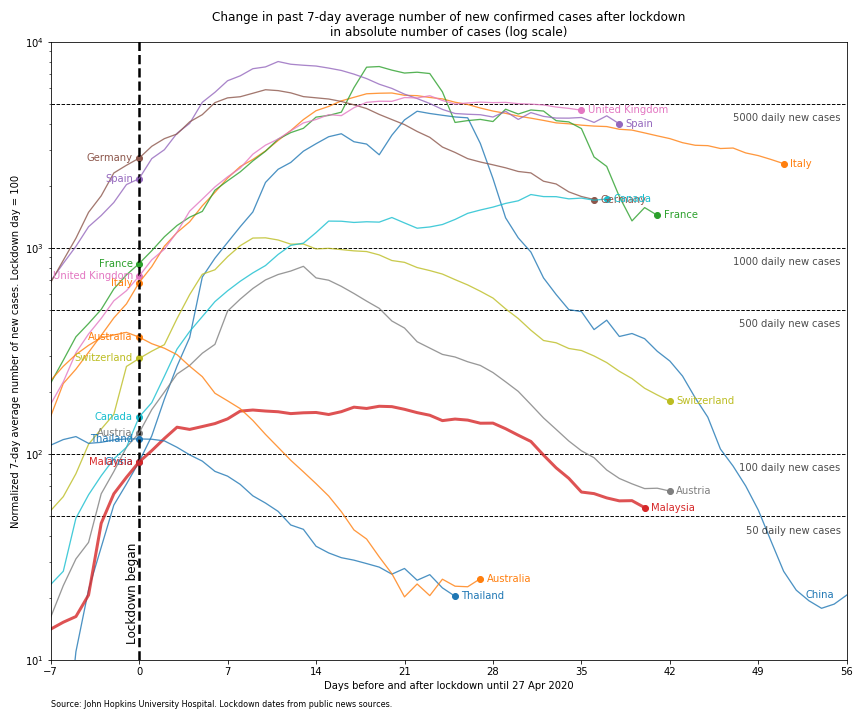 Change in past 7-day average number of new confirmed cases after lockdown
in absolute number of cases (log scale)
Normalized 7-day average number of new cases. Lockdown day = 100
10⁴
10³
10²
10¹
5000 daily new cases
1000 daily new cases
500 daily new cases
100 daily new cases
50 daily new cases
Germany
Spain
France
United Kingdom
Italy
Australia
Switzerland
Canada
Austria
Thailand
China
Malaysia
Lockdown began
United Kingdom
Spain
Italy
Germany
Canada
France
Switzerland
Austria
Malaysia
Australia
Thailand
China
−7
0
7
14
21
28
35
42
49
56
Days before and after lockdown until 27 Apr 2020
Source: John Hopkins University Hospital. Lockdown dates from public news sources.